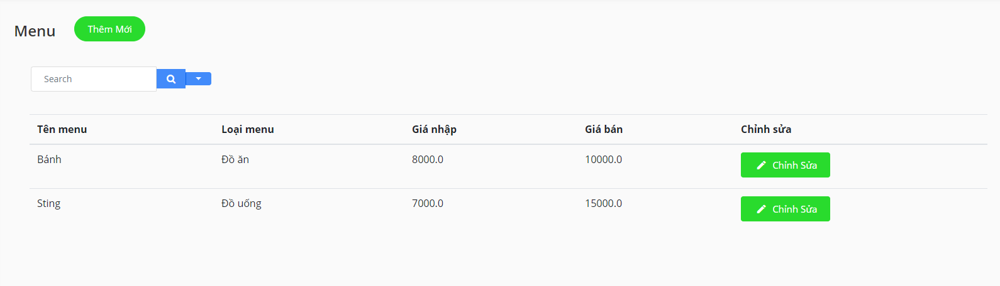 Menu Thêm Mới
Search
Tên menu Loại menu Giá nhập Giá bán Chỉnh sửa
Bánh Đồ ăn 8000.0 10000.0 Chỉnh Sửa
Sting Đồ uống 7000.0 15000.0 Chỉnh Sửa